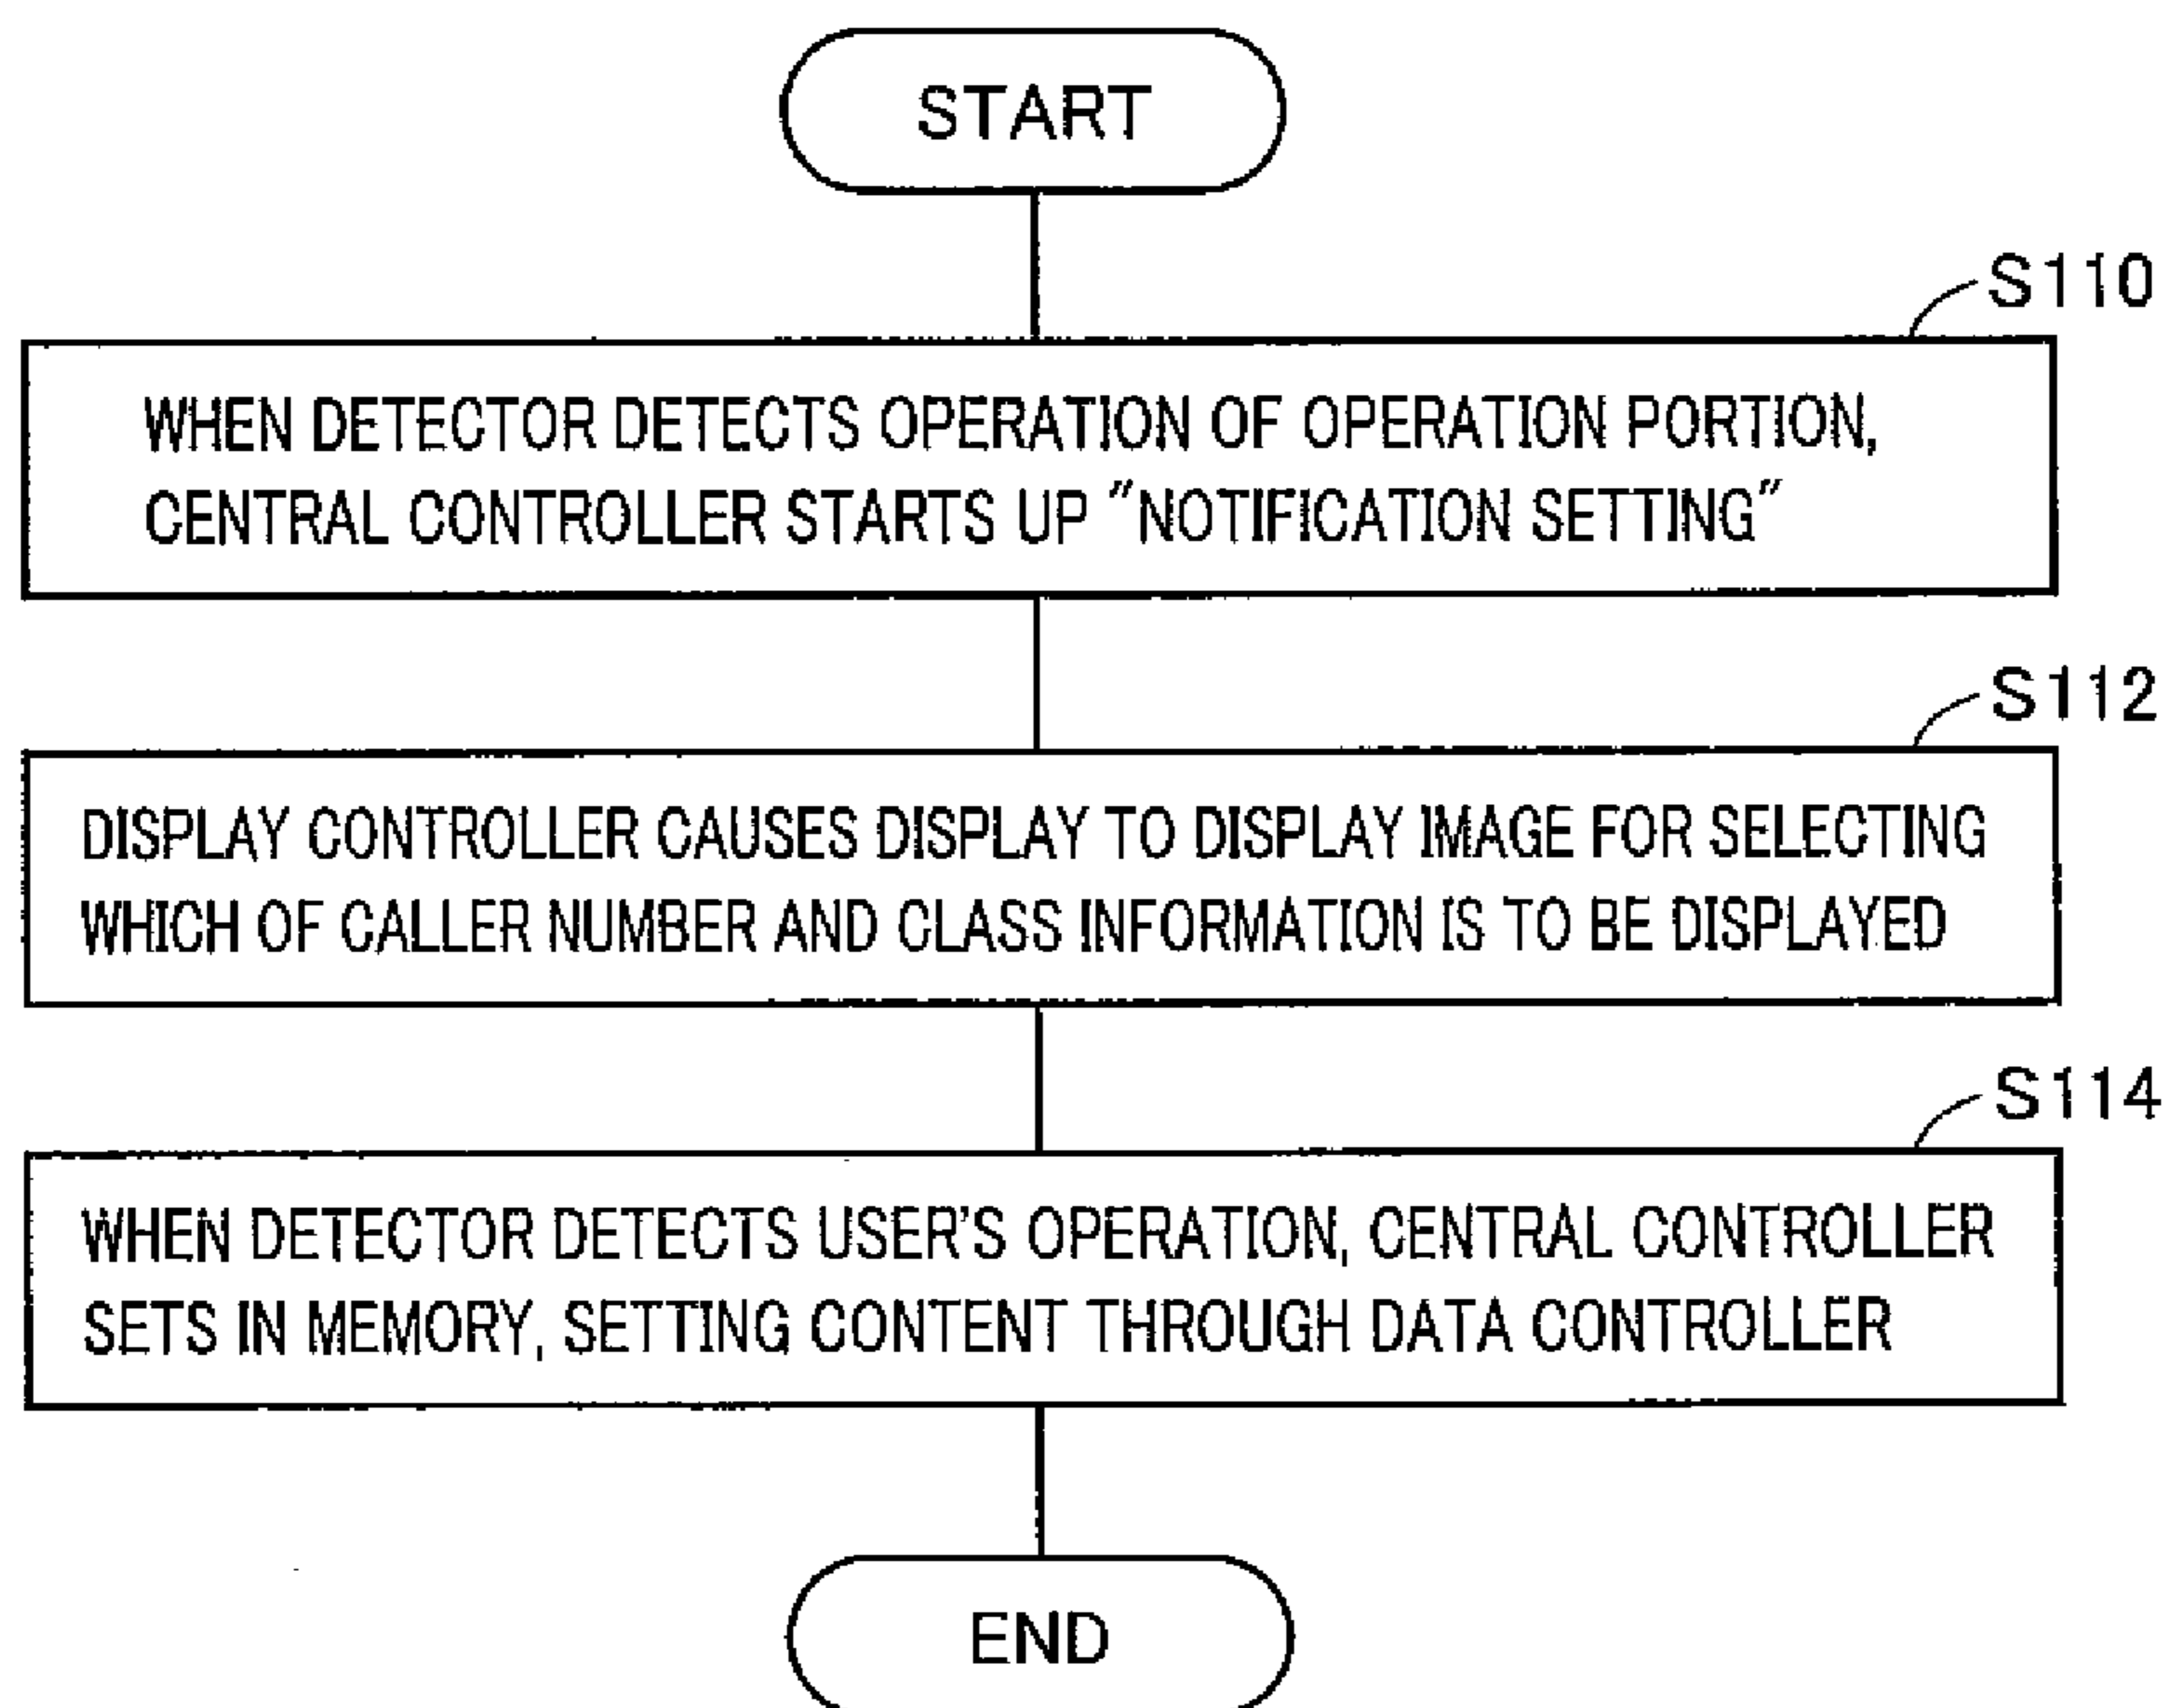 START
S110
WHEN DETECTOR DETECTS OPERATION OF OPERATION PORTION,
CENTRAL CONTROLLER STARTS UP "NOTIFICATION SETTING"
S112
DISPLAY CONTROLLER CAUSES DISPLAY TO DISPLAY IMAGE FOR SELECTING
WHICH OF CALLER NUMBER AND CLASS INFORMATION IS TO BE DISPLAYED
S114
WHEN DETECTOR DETECTS USER'S OPERATION, CENTRAL CONTROLLER
SETS IN MEMORY, SETTING CONTENT THROUGH DATA CONTROLLER
END